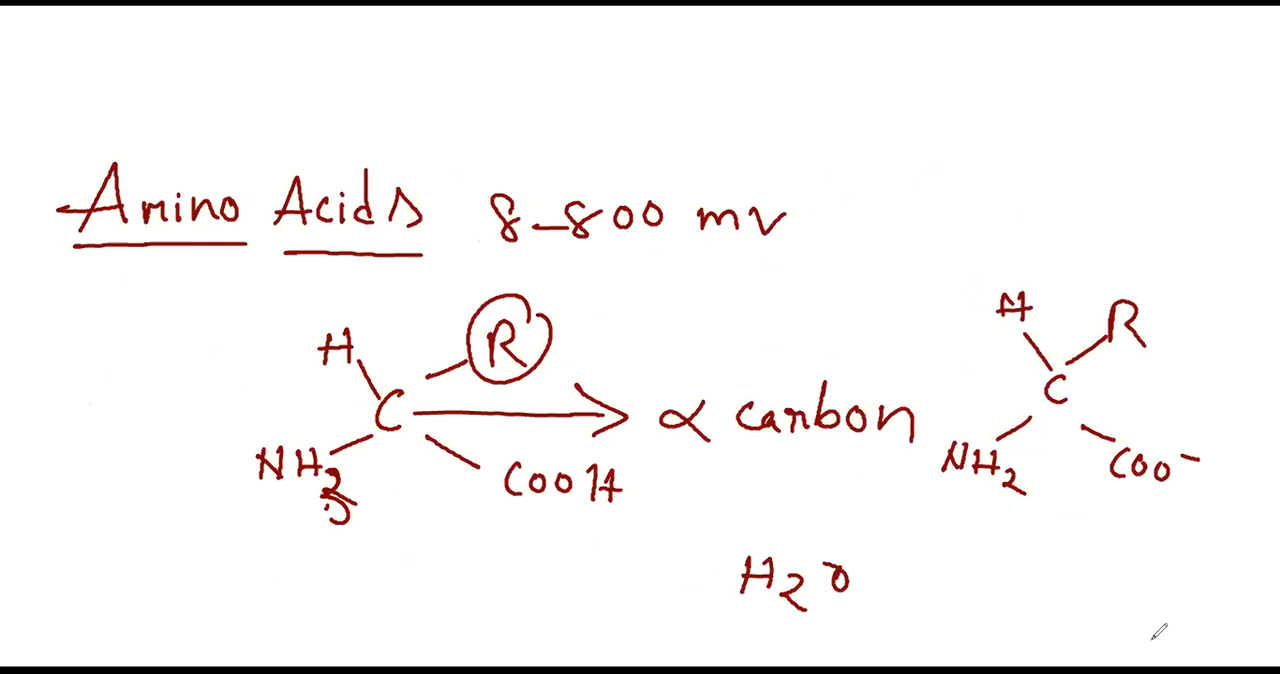 Amino Acids 8-800 mv
H R H R
C → α carbon C
NH2 COOH NH2 COO-
H2O